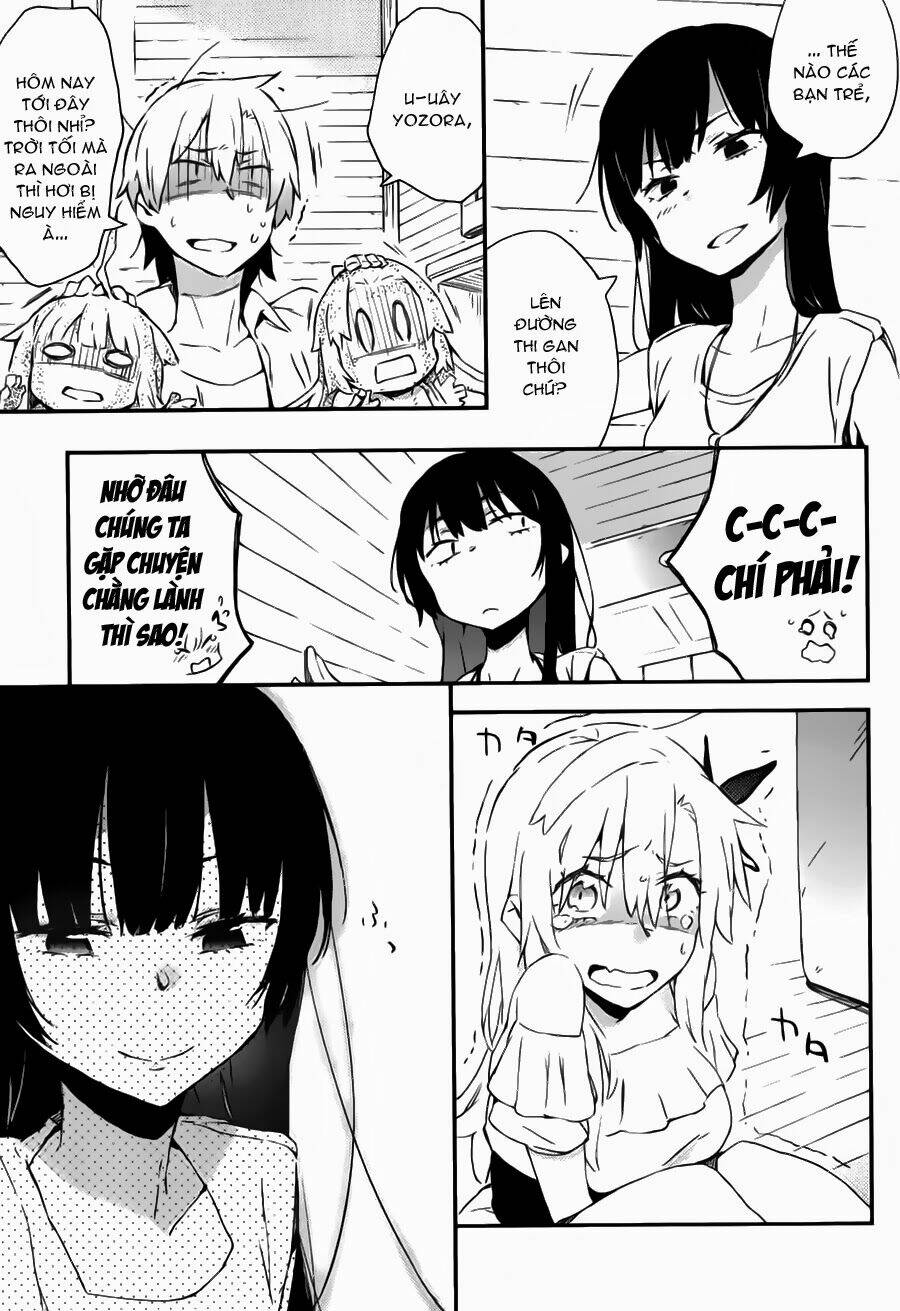 ... THẾ
NÀO CÁC
BẠN TRẺ,
LÊN
ĐƯỜNG
THI GAN
THÔI
CHỨ?
U-UÂY
YOZORA,
HÔM NAY
TỚI ĐÂY
THÔI NHỈ?
TRỜI TỐI MÀ
RA NGOÀI
THÌ HƠI BỊ
NGUY HIỂM
À...
C-C-C-
CHÍ PHẢI!
NHỠ ĐÂU
CHÚNG TA
GẶP CHUYỆN
CHẲNG LÀNH
THÌ SAO!
カタ
カタ